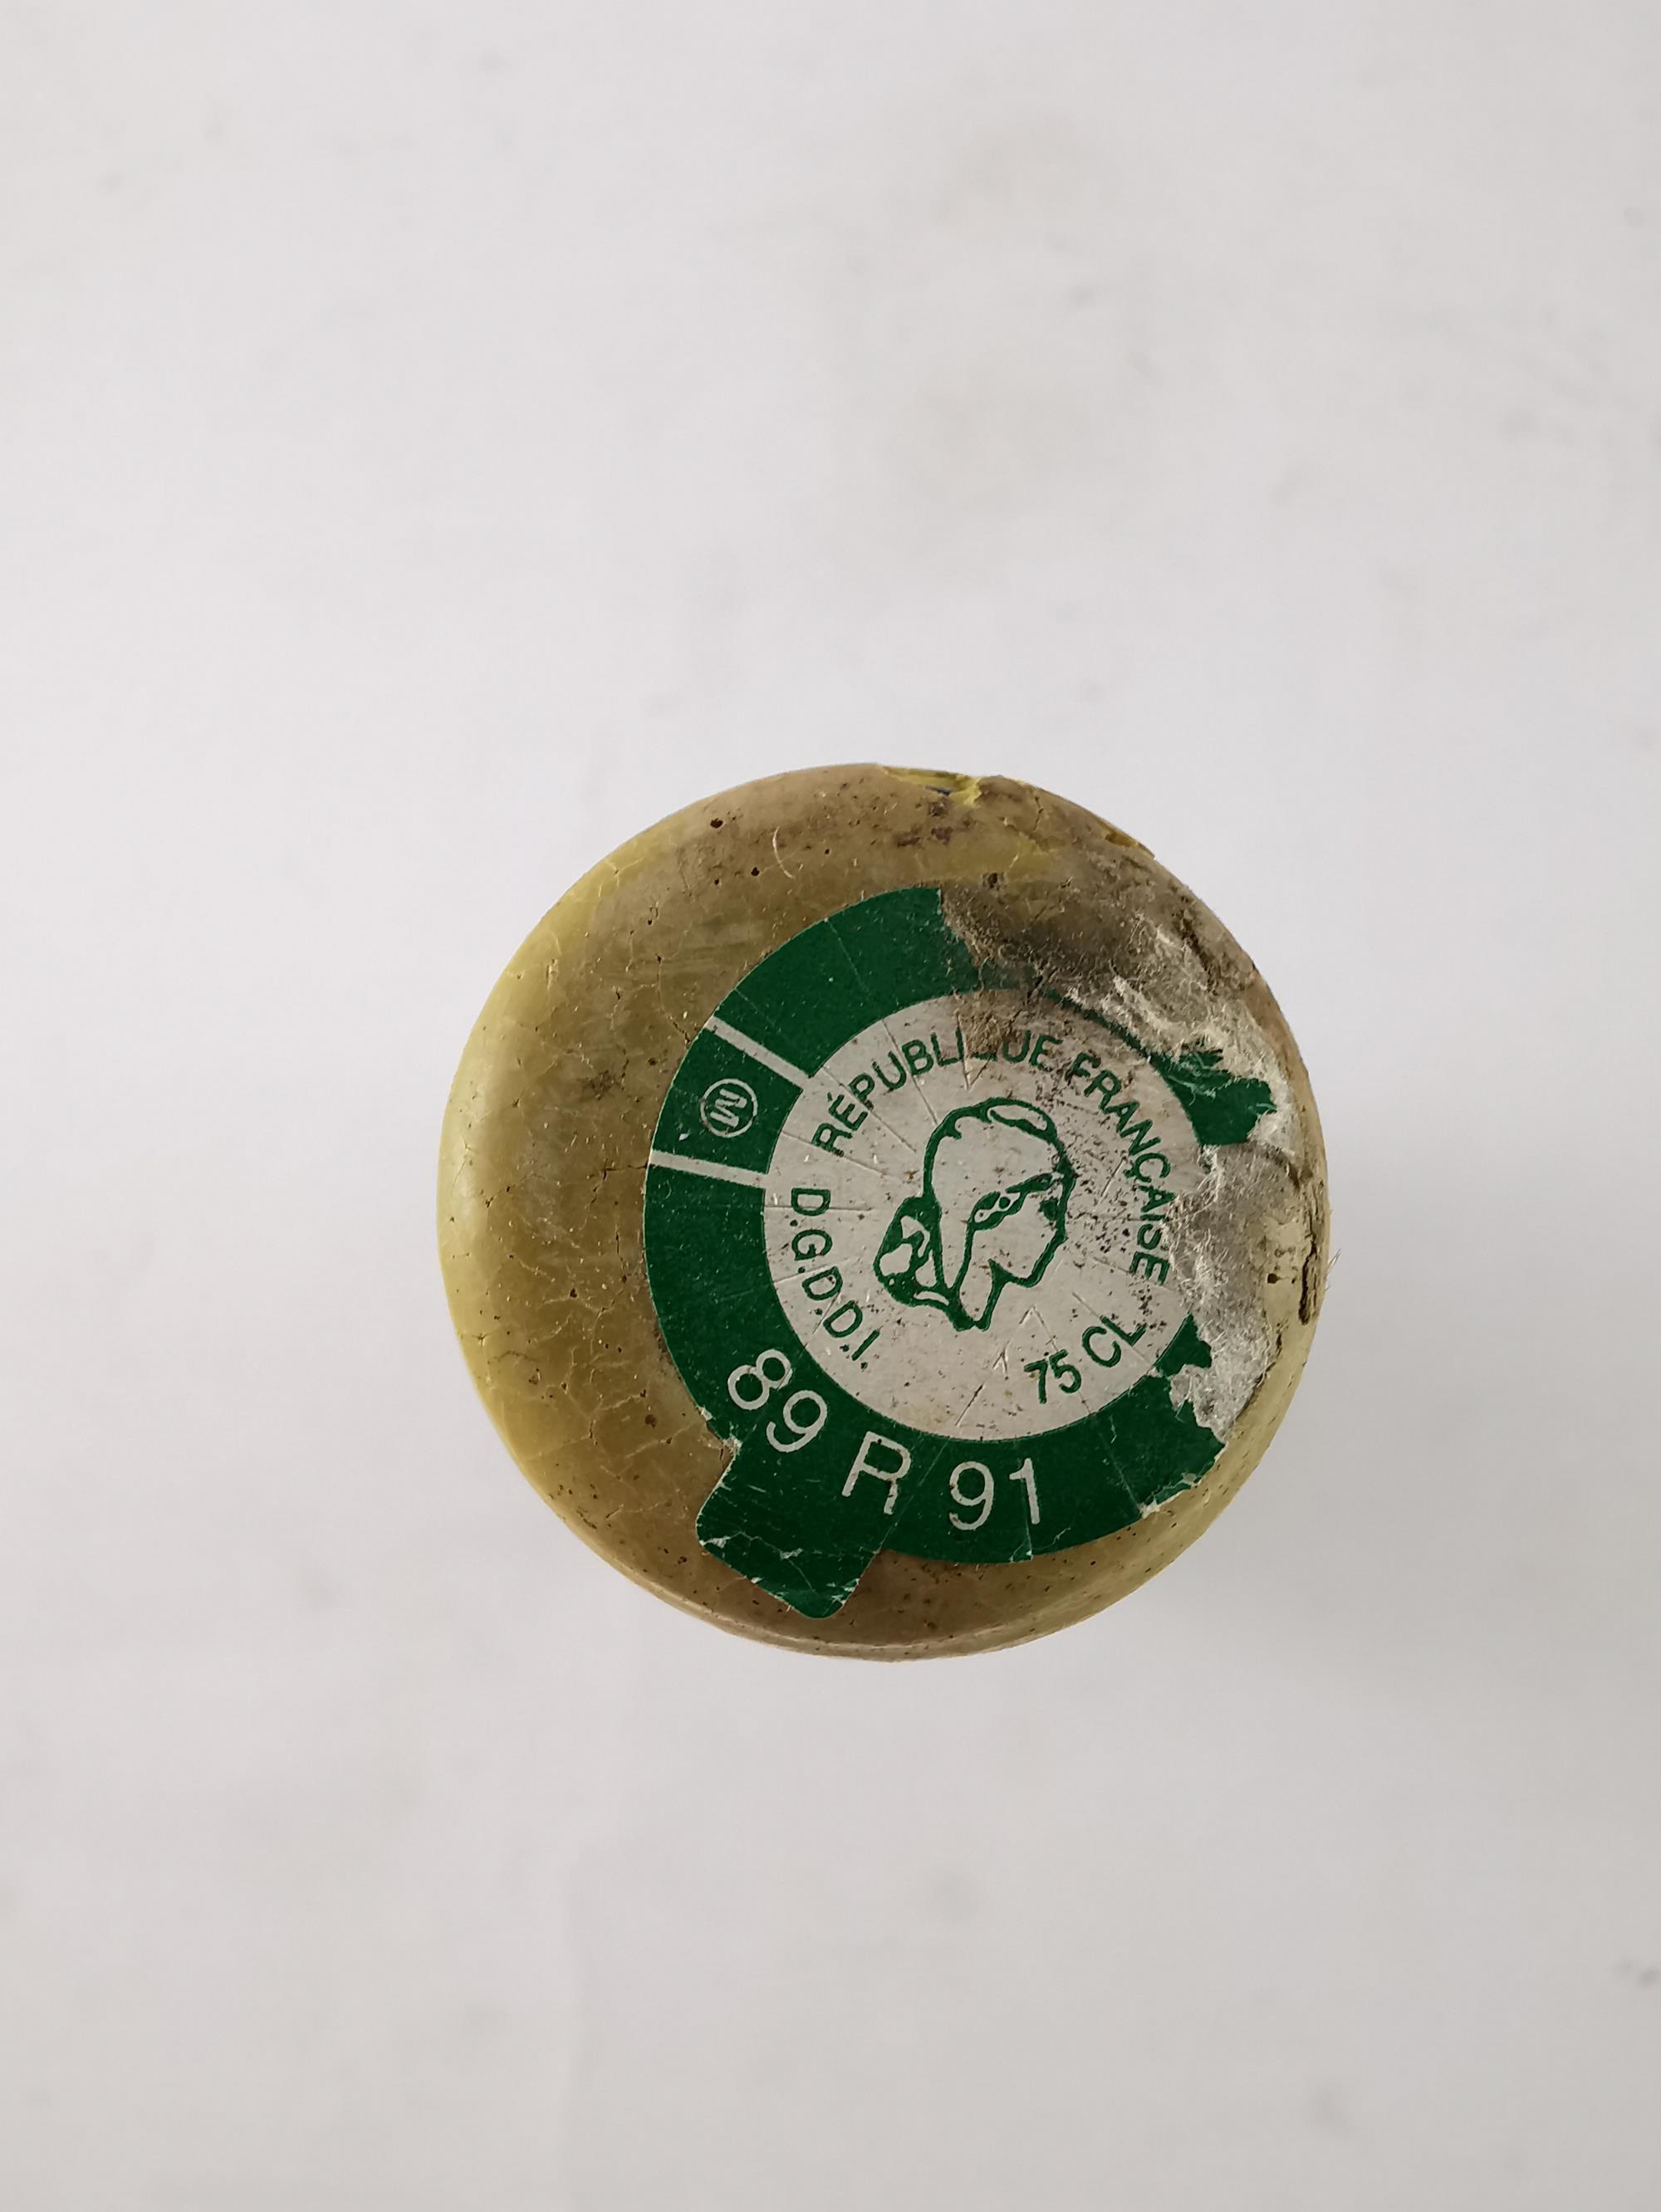 RÉPUBLIQUE FRANÇAISE
D.G.D.D.I.
75 CL
M
89 R 91